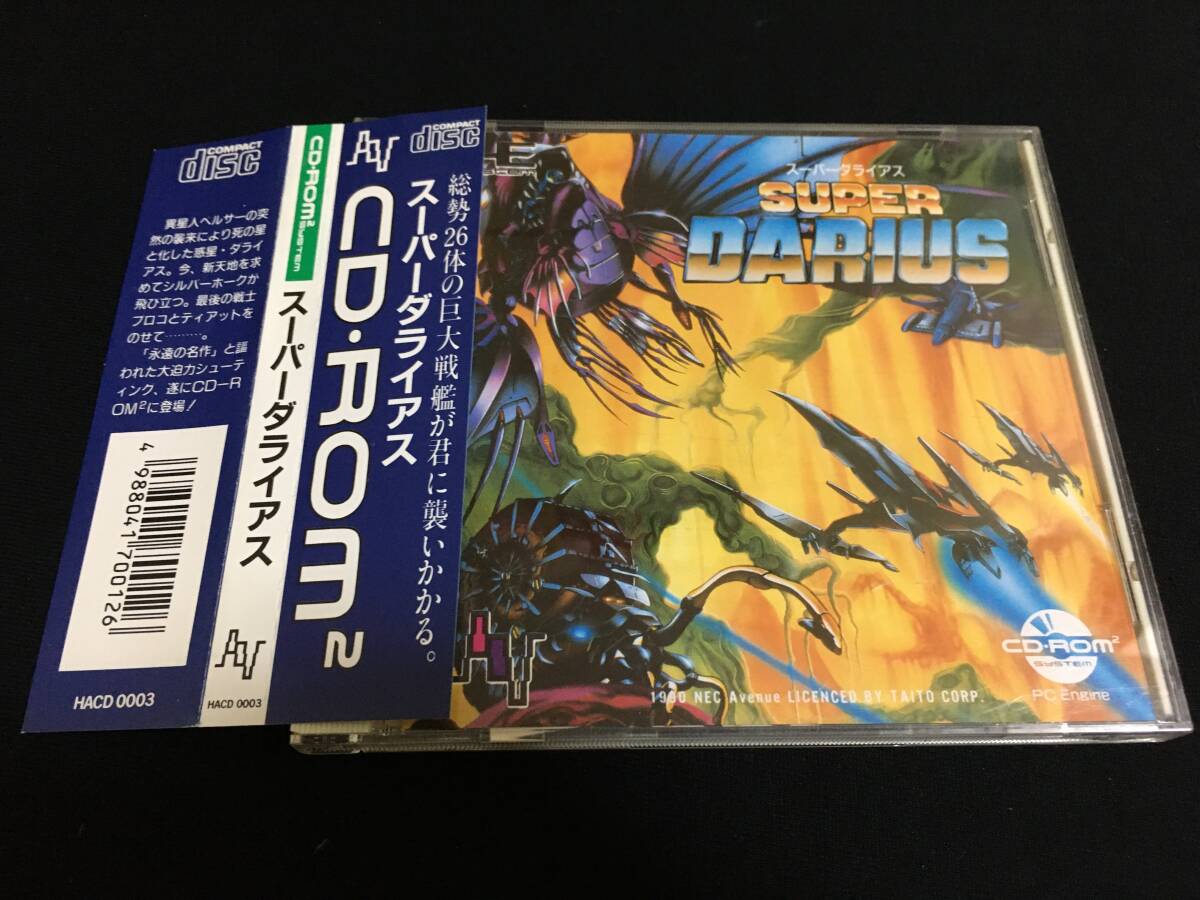 COMPACT
disc
異星人ヘルサーの突
然の襲来により死の星
と化した惑星・ダライ
アス。今、新天地を求
めてシルバーホークが
飛び立つ。最後の戦士
プロコとティアットを
のせて………。
「永遠の名作」と謳
われた大迫力シューテ
ィング、遂にCD-R
OM²に登場!
4 988041 700126
HACD 0003
CD·ROM²
SYSTEM
スーパーダライアス
AV
HACD 0003
AV
CD·ROM²
COMPACT
disc
スーパーダライアス
総勢26体の巨大戦艦が君に襲いかかる。
スーパーダライアス
SUPER
DARIUS
AV
1990 NEC Avenue LICENCED BY TAITO CORP.
CD·ROM²
SYSTEM
PC Engine